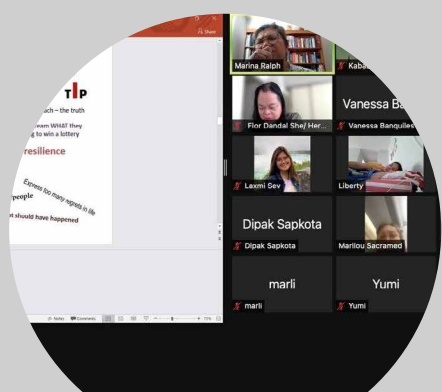 Share
TIP
ach – the truth
eam WHAT they
g to win a lottery
resilience
Express too many regrets in life
people
t should have happened
Notes
Comments
72%
Marina Ralph
Kaba
Flor Dandal She/ Her...
Vanessa Ba
Vanessa Banquiles
Laxmi Sev
Liberty
Dipak Sapkota
Dipak Sapkota
Marilou Sacramed
marli
Yumi
marli
Yumi